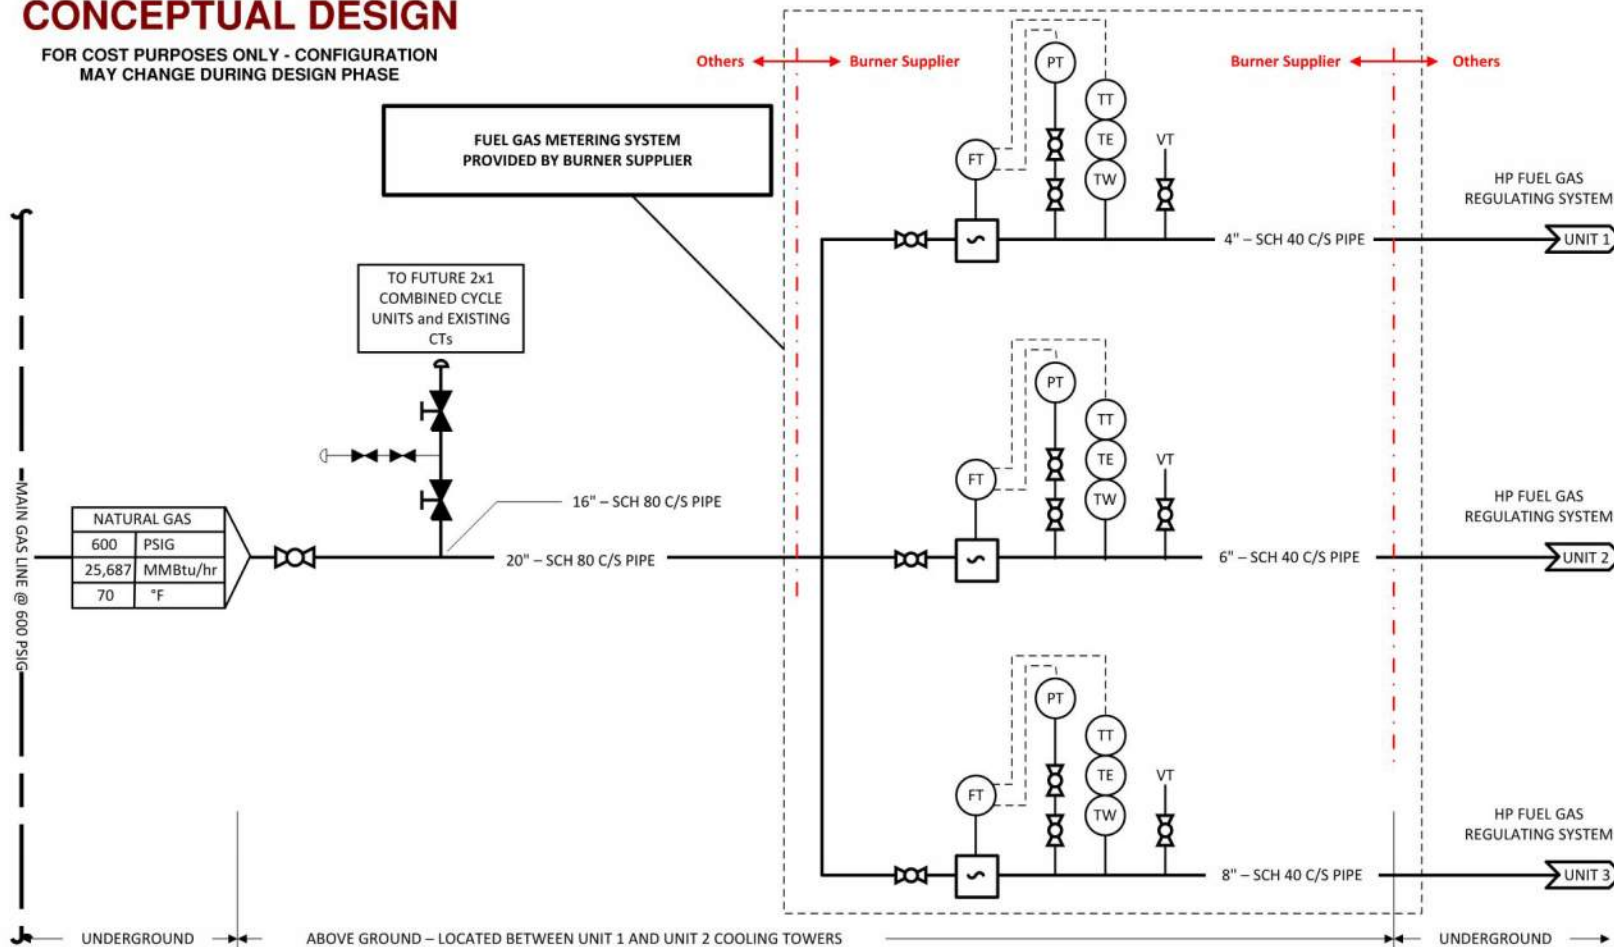 CONCEPTUAL DESIGN
FOR COST PURPOSES ONLY - CONFIGURATION
MAY CHANGE DURING DESIGN PHASE
Others
Burner Supplier
Burner Supplier
Others
FUEL GAS METERING SYSTEM
PROVIDED BY BURNER SUPPLIER
PT
TT
TE
TW
FT
VT
HP FUEL GAS
REGULATING SYSTEM
4" – SCH 40 C/S PIPE
UNIT 1
TO FUTURE 2x1
COMBINED CYCLE
UNITS and EXISTING
CTs
PT
TT
TE
TW
FT
VT
HP FUEL GAS
REGULATING SYSTEM
16" – SCH 80 C/S PIPE
MAIN GAS LINE @ 600 PSIG
NATURAL GAS
600 PSIG
25,687 MMBtu/hr
70 °F
20" – SCH 80 C/S PIPE
6" – SCH 40 C/S PIPE
UNIT 2
PT
TT
TE
TW
FT
VT
HP FUEL GAS
REGULATING SYSTEM
8" – SCH 40 C/S PIPE
UNIT 3
UNDERGROUND
ABOVE GROUND – LOCATED BETWEEN UNIT 1 AND UNIT 2 COOLING TOWERS
UNDERGROUND